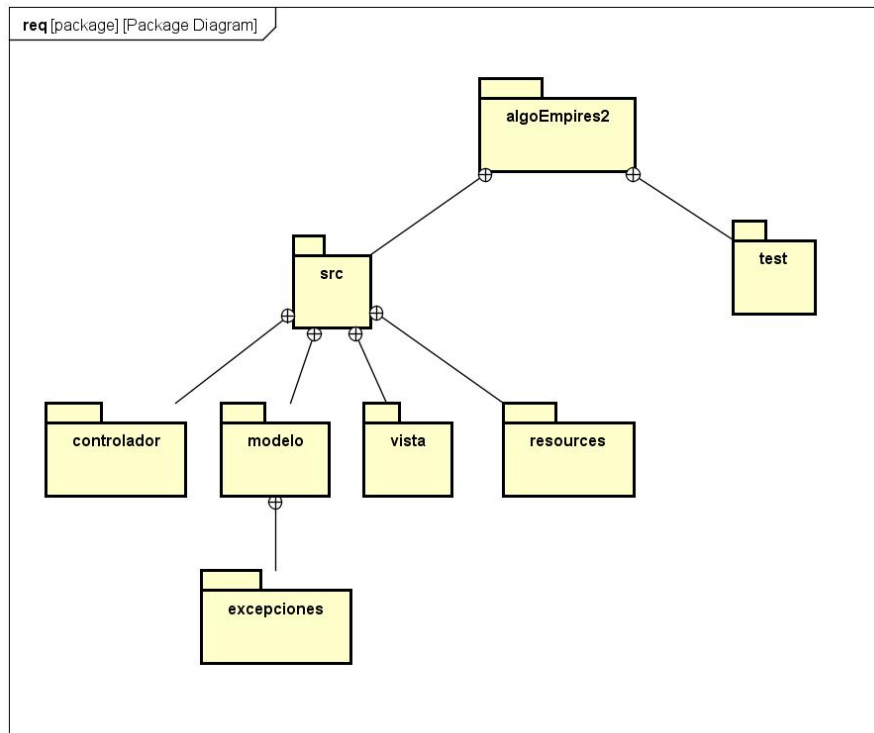 req [package] [Package Diagram]
algoEmpires2
test
src
controlador
modelo
vista
resources
excepciones